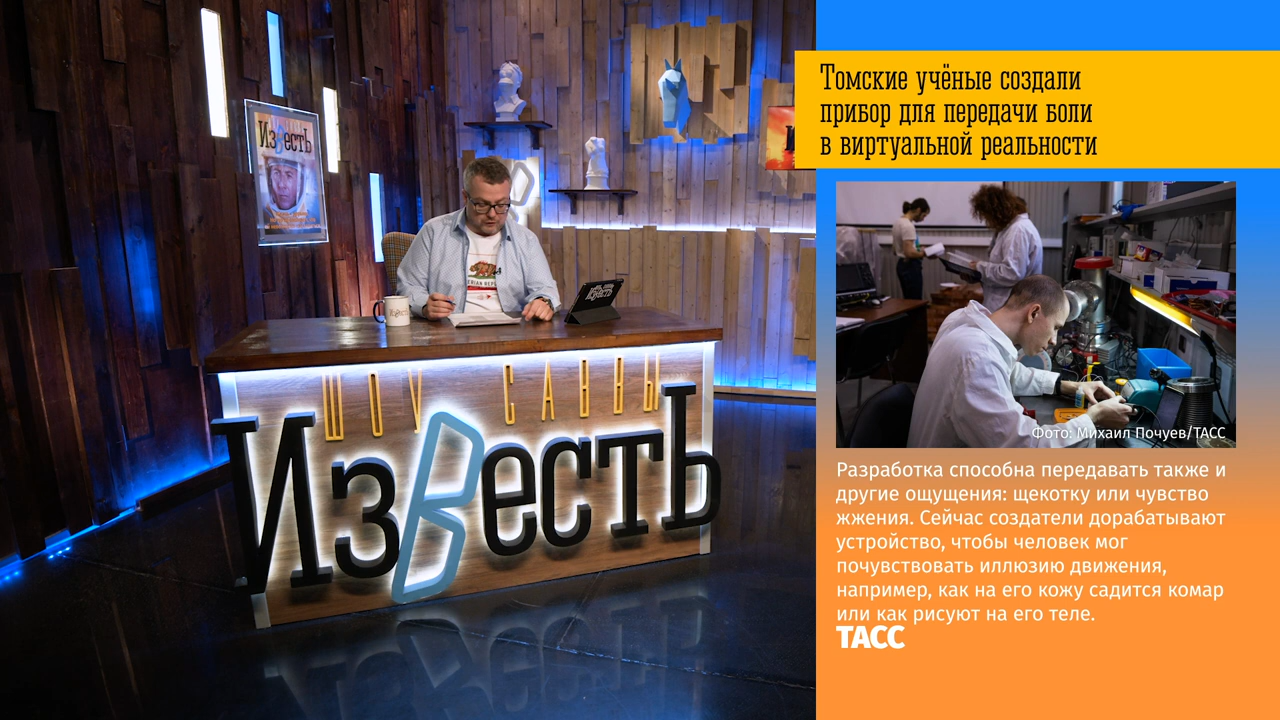 ИзВесть
ШОУ САВВЫ
ИзВестЬ
ИзВесть
Томские учёные создали
прибор для передачи боли
в виртуальной реальности
Фото: Михаил Почуев/ТАСС
Разработка способна передавать также и
другие ощущения: щекотку или чувство
жжения. Сейчас создатели дорабатывают
устройство, чтобы человек мог
почувствовать иллюзию движения,
например, как на его кожу садится комар
или как рисуют на его теле.
ТАСС